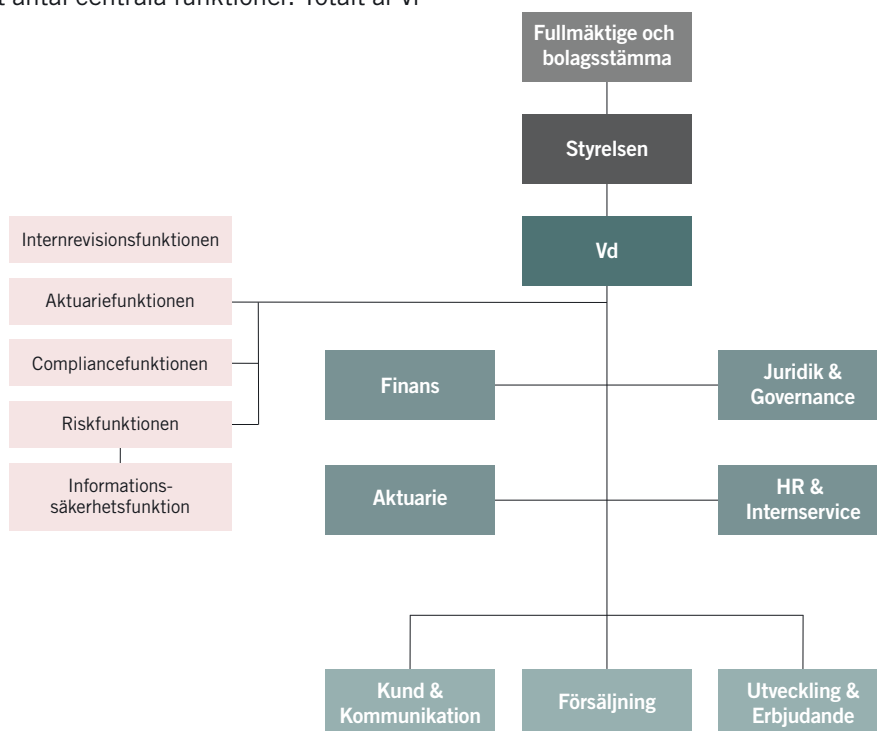 t antal centrala funktioner. Totalt är vi
Fullmäktige och
bolagsstämma
Styrelsen
Vd
Internrevisionsfunktionen
Aktuariefunktionen
Compliancefunktionen
Riskfunktionen
Informations-
säkerhetsfunktion
Finans
Juridik &
Governance
Aktuarie
HR &
Internservice
Kund &
Kommunikation
Försäljning
Utveckling &
Erbjudande